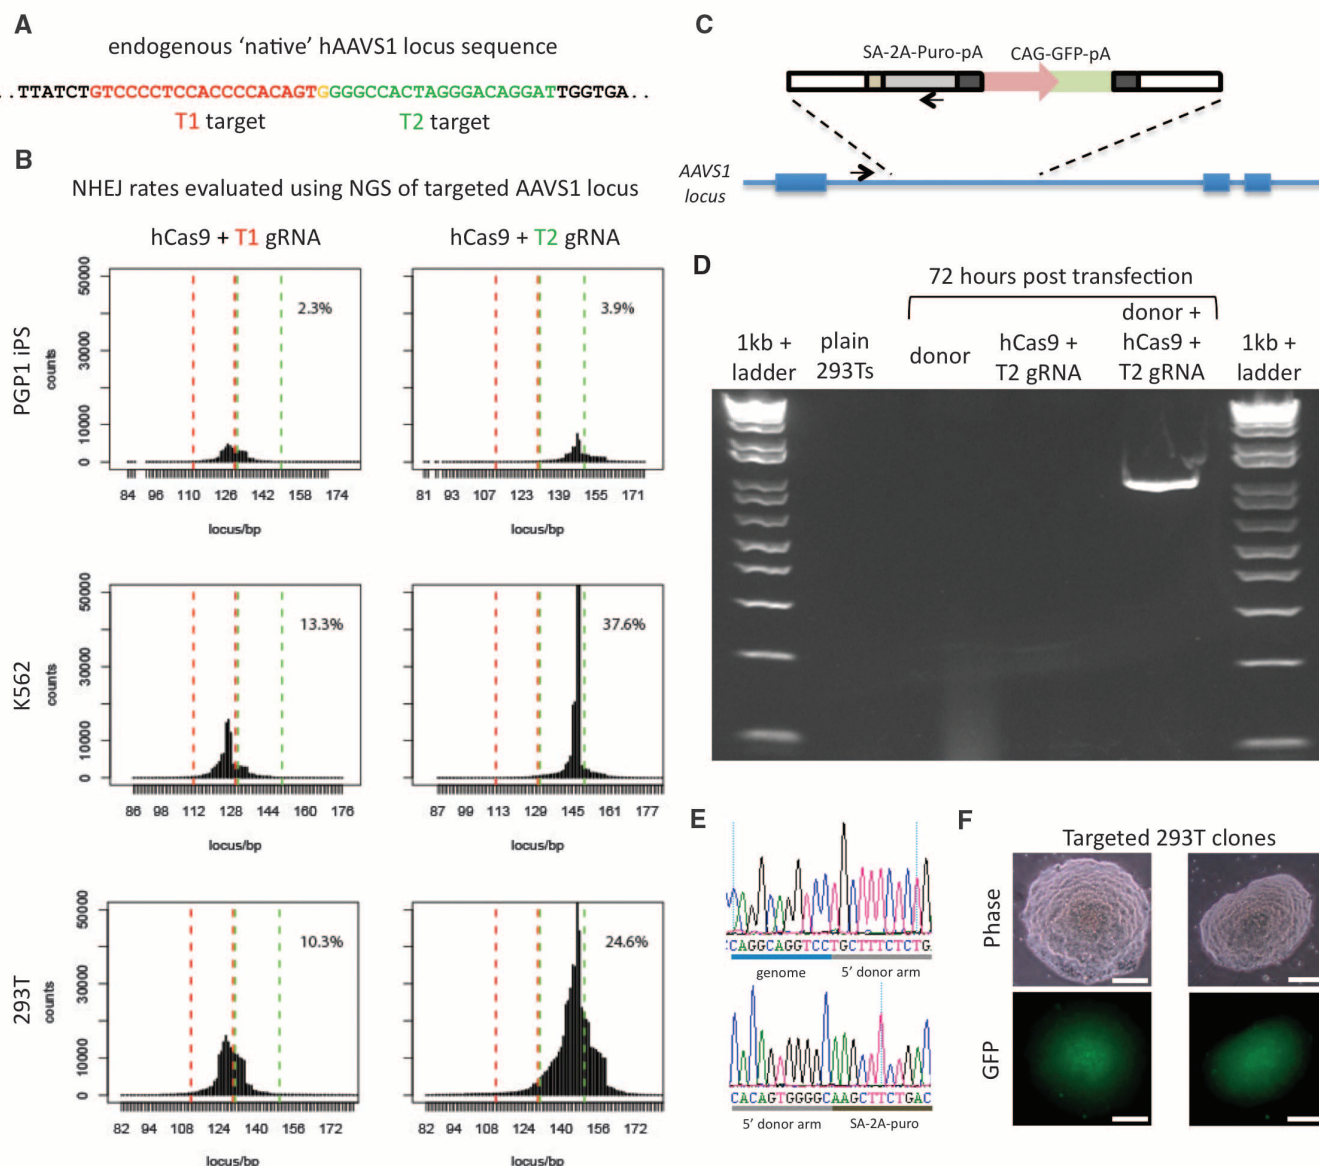 A
endogenous ‘native’ hAAVS1 locus sequence
..TTATCTGTCCCCTCCACCCCACAGTGGGGCCACTAGGGACAGGATTGGTGA..
T1 target
T2 target
B
NHEJ rates evaluated using NGS of targeted AAVS1 locus
hCas9 + T1 gRNA
hCas9 + T2 gRNA
PGP1 iPS
counts
50000
30000
10000
0
2.3%
84 96 110 126 142 158 174
locus/bp
3.9%
81 93 107 123 139 155 171
locus/bp
K562
counts
50000
30000
10000
0
13.3%
86 98 112 128 144 160 176
locus/bp
37.6%
87 99 113 129 145 161 177
locus/bp
293T
counts
50000
30000
10000
0
10.3%
82 94 108 124 140 156 172
locus/bp
24.6%
82 94 108 124 140 156 172
locus/bp
C
SA-2A-Puro-pA
CAG-GFP-pA
AAVS1
locus
D
72 hours post transfection
1kb +
ladder
plain
293Ts
donor
hCas9 +
T2 gRNA
donor +
hCas9 +
T2 gRNA
1kb +
ladder
E
CAGGCAGGTCCTGCTTTCTCTG
genome
5’ donor arm
CACAGTGGGGCAAGCTTCTGAC
5’ donor arm
SA-2A-puro
F
Targeted 293T clones
Phase
GFP